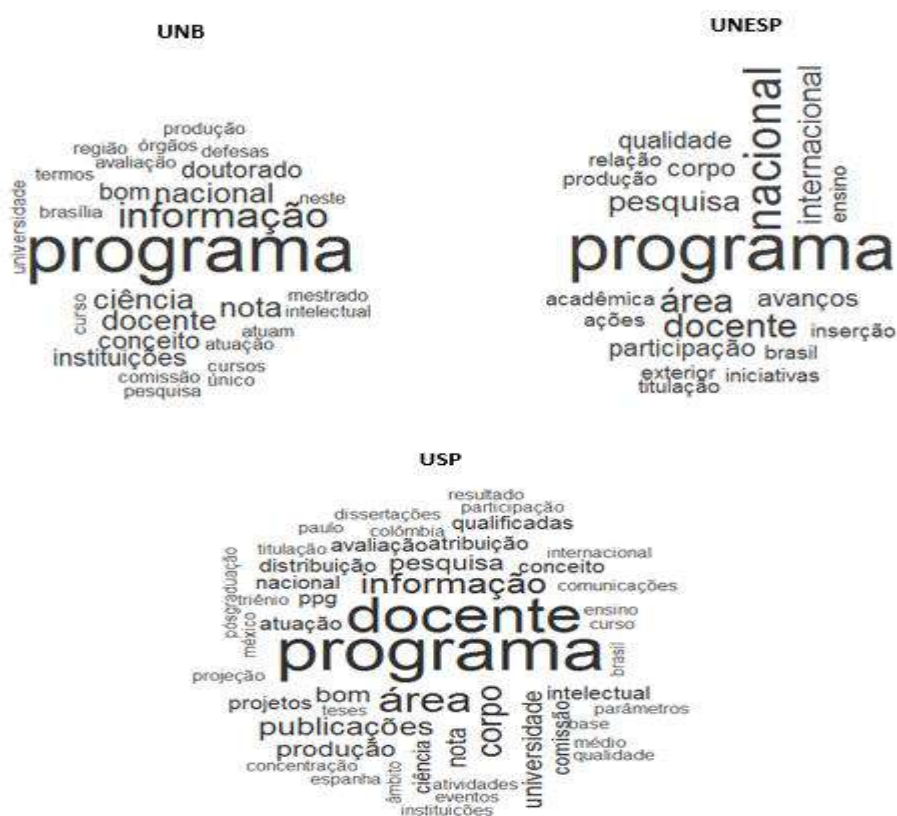 UNB
UNESP
produção
região órgãos defesas
avaliação
termos
doutorado
bom nacional
neste
universidade
brasília
informação
programa
curso
ciência
nota
mestrado
intelectual
docente
atuam
conceito atuação
instituições
cursos
comissão único
pesquisa
nacional
internacional
ensino
qualidade
relação
produção
corpo
pesquisa
programa
acadêmica área avanços
ações docente inserção
participação brasil
exterior iniciativas
titulação
USP
resultado
participação
dissertações
qualificadas
paulo colômbia
titulação avaliação atribuição
internacional
distribuição pesquisa conceito
nacional informação comunicações
pósgraduação
triênio ppg
docente
ensino
curso
atuação
méxico
programa
brasil
projeção
projetos bom área corpo
intelectual
teses
parâmetros
publicações
nota
universidade
comissão
base
produção
ciência
médio
qualidade
concentração
espanha
âmbito
atividades
eventos
instituições